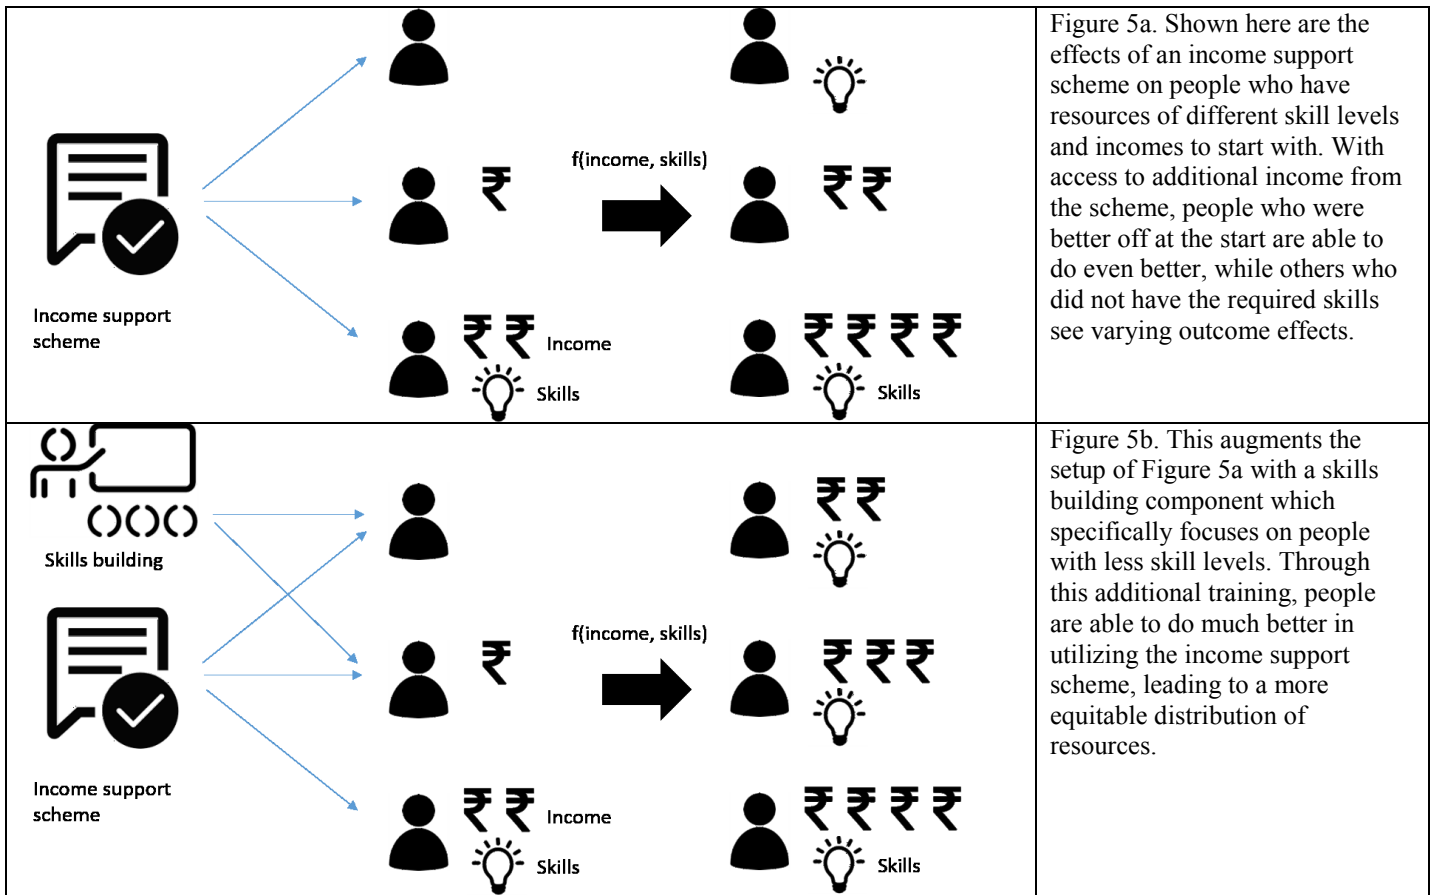 Income support
scheme
₹
₹ ₹ Income
Skills
f(income, skills)
₹ ₹
₹ ₹ ₹ ₹
Skills
Figure 5a. Shown here are the
effects of an income support
scheme on people who have
resources of different skill levels
and incomes to start with. With
access to additional income from
the scheme, people who were
better off at the start are able to
do even better, while others who
did not have the required skills
see varying outcome effects.
Skills building
Income support
scheme
₹
₹ ₹ Income
Skills
f(income, skills)
₹ ₹
₹ ₹ ₹
₹ ₹ ₹ ₹
Skills
Figure 5b. This augments the
setup of Figure 5a with a skills
building component which
specifically focuses on people
with less skill levels. Through
this additional training, people
are able to do much better in
utilizing the income support
scheme, leading to a more
equitable distribution of
resources.